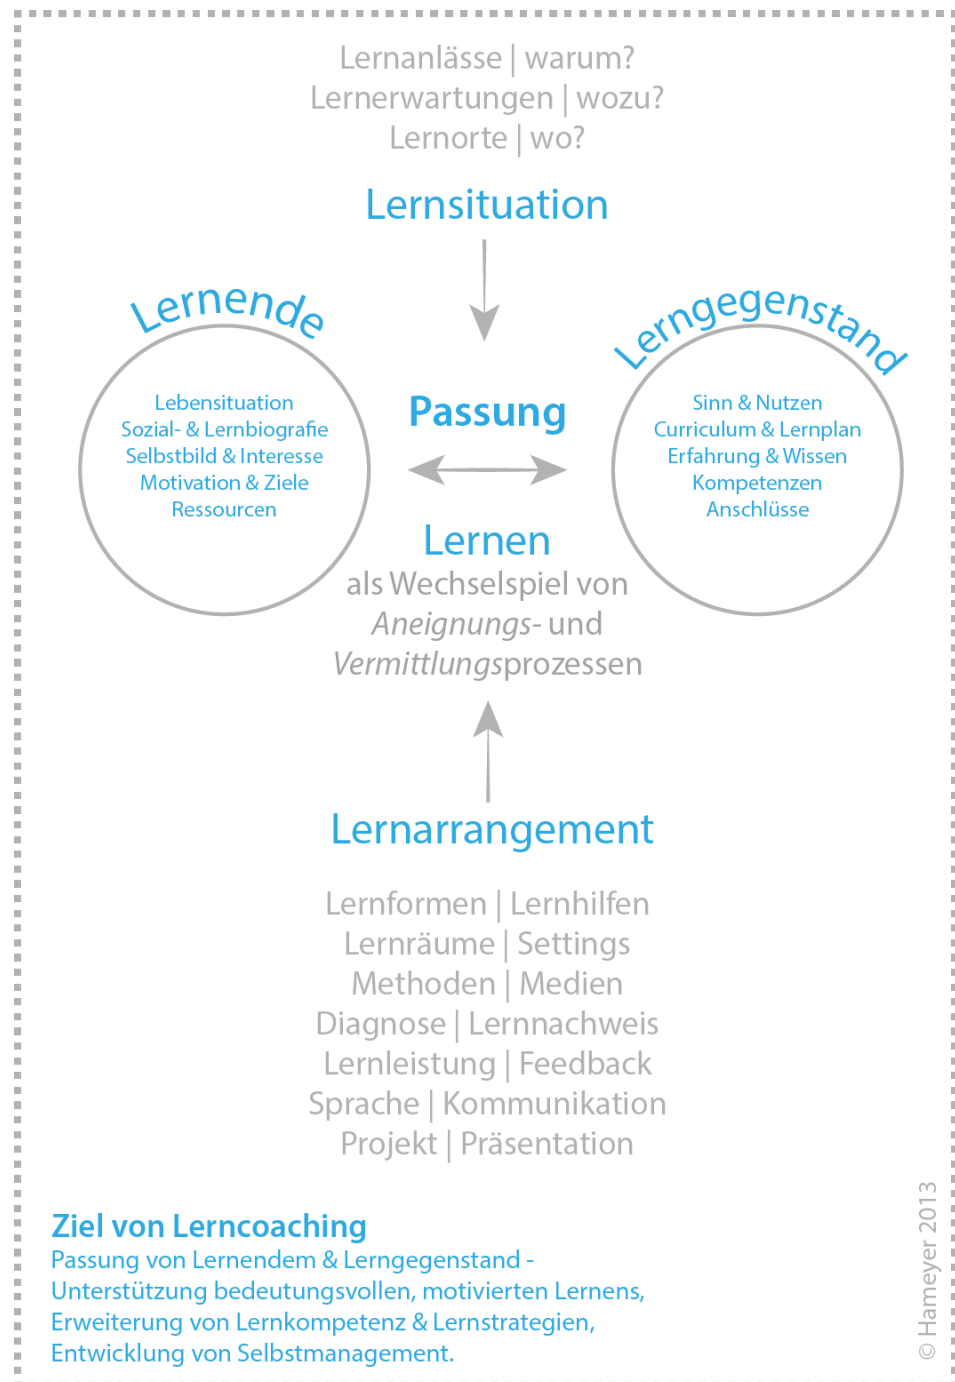 Lernanlässe | warum?
Lernerwartungen | wozu?
Lernorte | wo?
Lernsituation
Lernende
Lebensituation
Sozial- & Lernbiografie
Selbstbild & Interesse
Motivation & Ziele
Ressourcen
Passung
Lerngegenstand
Sinn & Nutzen
Curriculum & Lernplan
Erfahrung & Wissen
Kompetenzen
Anschlüsse
Lernen
als Wechselspiel von
Aneignungs- und
Vermittlungsprozessen
Lernarrangement
Lernformen | Lernhilfen
Lernräume | Settings
Methoden | Medien
Diagnose | Lernnachweis
Lernleistung | Feedback
Sprache | Kommunikation
Projekt | Präsentation
Ziel von Lerncoaching
Passung von Lernendem & Lerngegenstand -
Unterstützung bedeutungsvollen, motivierten Lernens,
Erweiterung von Lernkompetenz & Lernstrategien,
Entwicklung von Selbstmanagement.
© Hameyer 2013